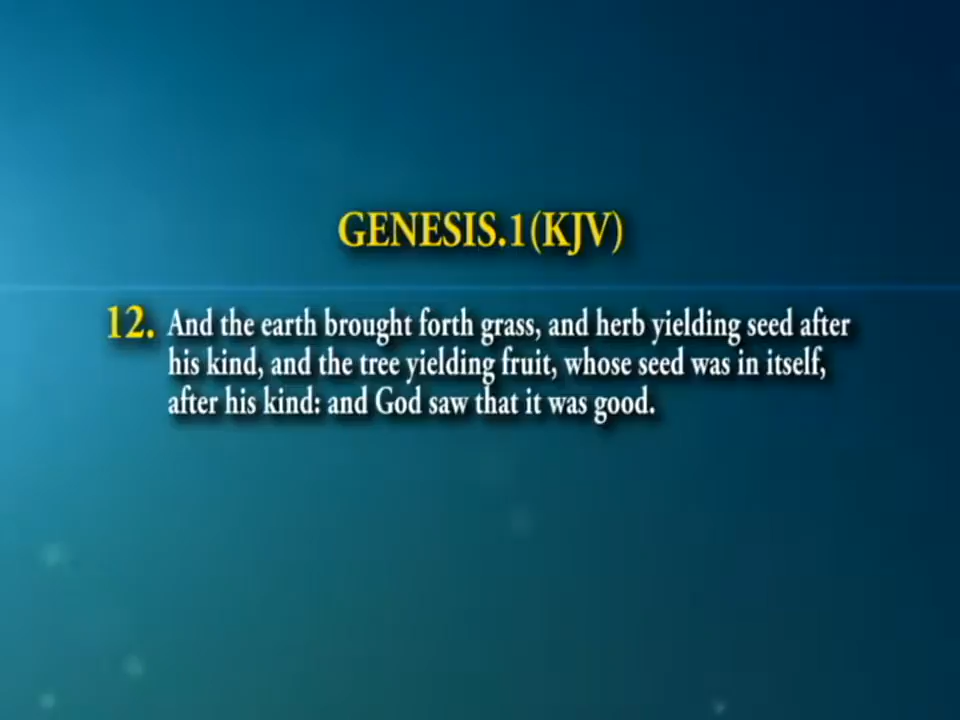 GENESIS.1(KJV)
12. And the earth brought forth grass, and herb yielding seed after
his kind, and the tree yielding fruit, whose seed was in itself,
after his kind: and God saw that it was good.